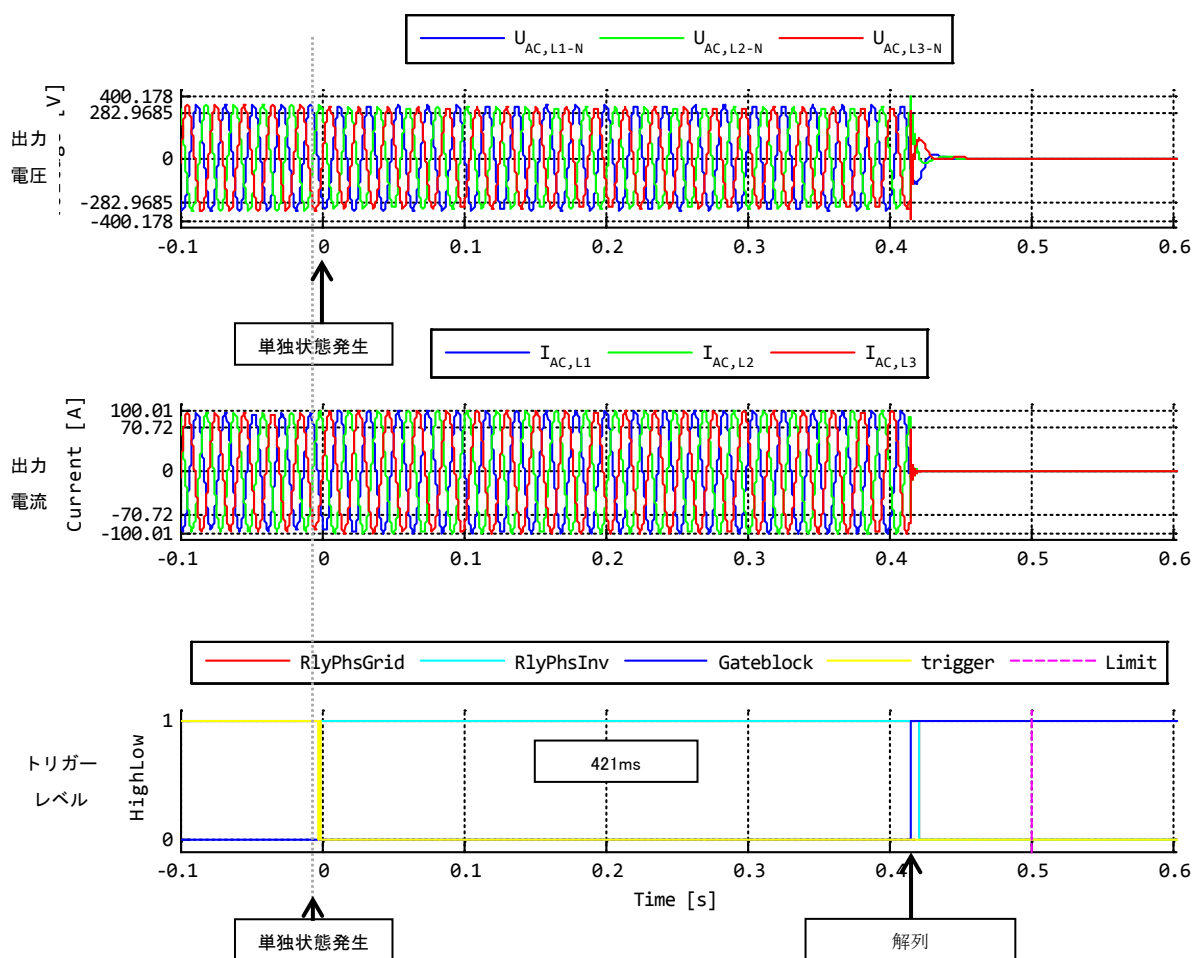 U_AC,L1-N U_AC,L2-N U_AC,L3-N
出力
電圧
V]
400.178
282.9685
0
-282.9685
-400.178
-0.1 0 0.1 0.2 0.3 0.4 0.5 0.6
単独状態発生
I_AC,L1 I_AC,L2 I_AC,L3
出力
電流
Current [A]
100.01
70.72
0
-70.72
-100.01
-0.1 0 0.1 0.2 0.3 0.4 0.5 0.6
RlyPhsGrid RlyPhsInv Gateblock trigger Limit
トリガー
レベル
HighLow
1
0
421ms
-0.1 0 0.1 0.2 0.3 0.4 0.5 0.6
Time [s]
単独状態発生
解列